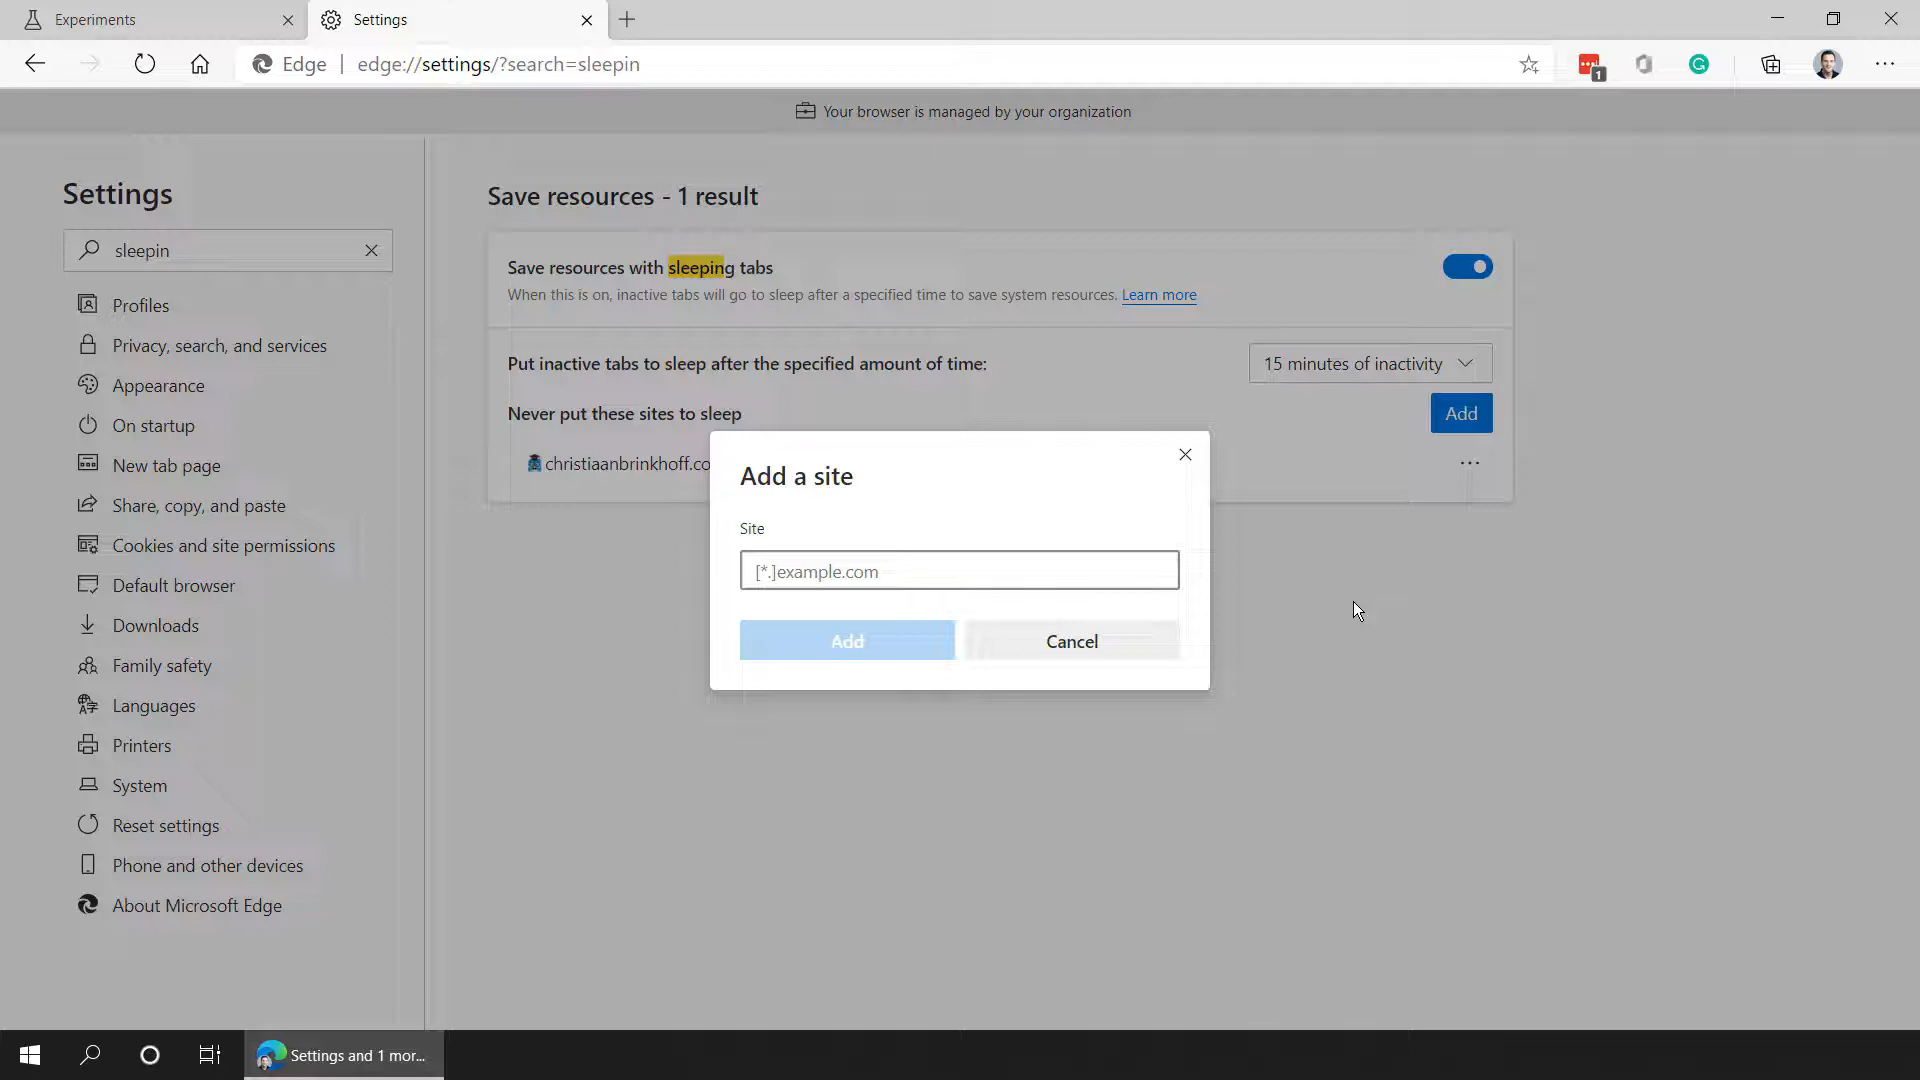 Experiments
Settings
Edge | edge://settings/?search=sleepin
1
Your browser is managed by your organization
Settings
sleepin
Profiles
Privacy, search, and services
Appearance
On startup
New tab page
Share, copy, and paste
Cookies and site permissions
Default browser
Downloads
Family safety
Languages
Printers
System
Reset settings
Phone and other devices
About Microsoft Edge
Save resources - 1 result
Save resources with sleeping tabs
When this is on, inactive tabs will go to sleep after a specified time to save system resources. Learn more
Put inactive tabs to sleep after the specified amount of time:
15 minutes of inactivity
Never put these sites to sleep
Add
christiaanbrinkhoff.co
Add a site
Site
[*.]example.com
Add
Cancel
Settings and 1 mor...